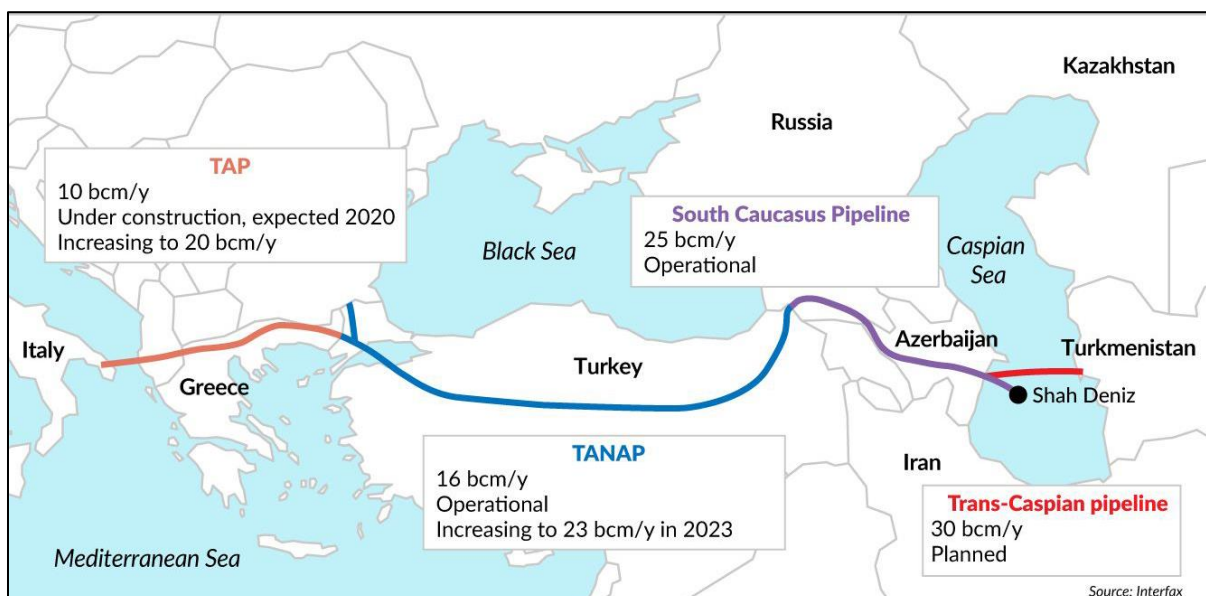 Kazakhstan
Russia
TAP
10 bcm/y
Under construction, expected 2020
Increasing to 20 bcm/y
South Caucasus Pipeline
25 bcm/y
Operational
Black Sea
Caspian
Sea
Italy
Greece
Turkey
Azerbaijan
Turkmenistan
Shah Deniz
Iran
TANAP
16 bcm/y
Operational
Increasing to 23 bcm/y in 2023
Trans-Caspian pipeline
30 bcm/y
Planned
Mediterranean Sea
Source: Interfax